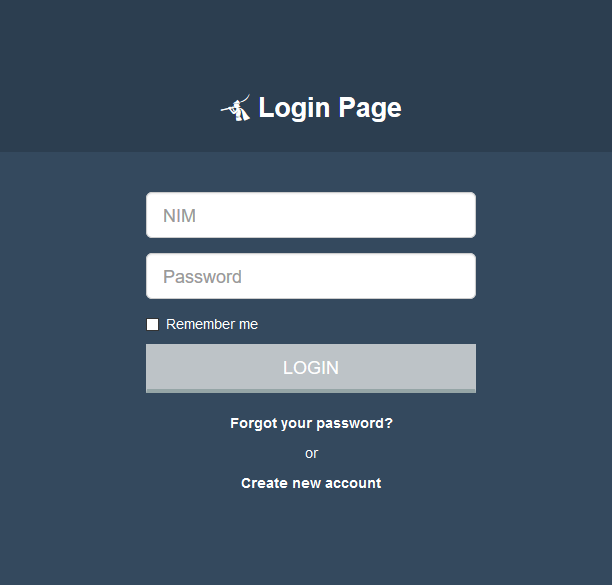 Login Page
NIM
Password
Remember me
LOGIN
Forgot your password?
or
Create new account